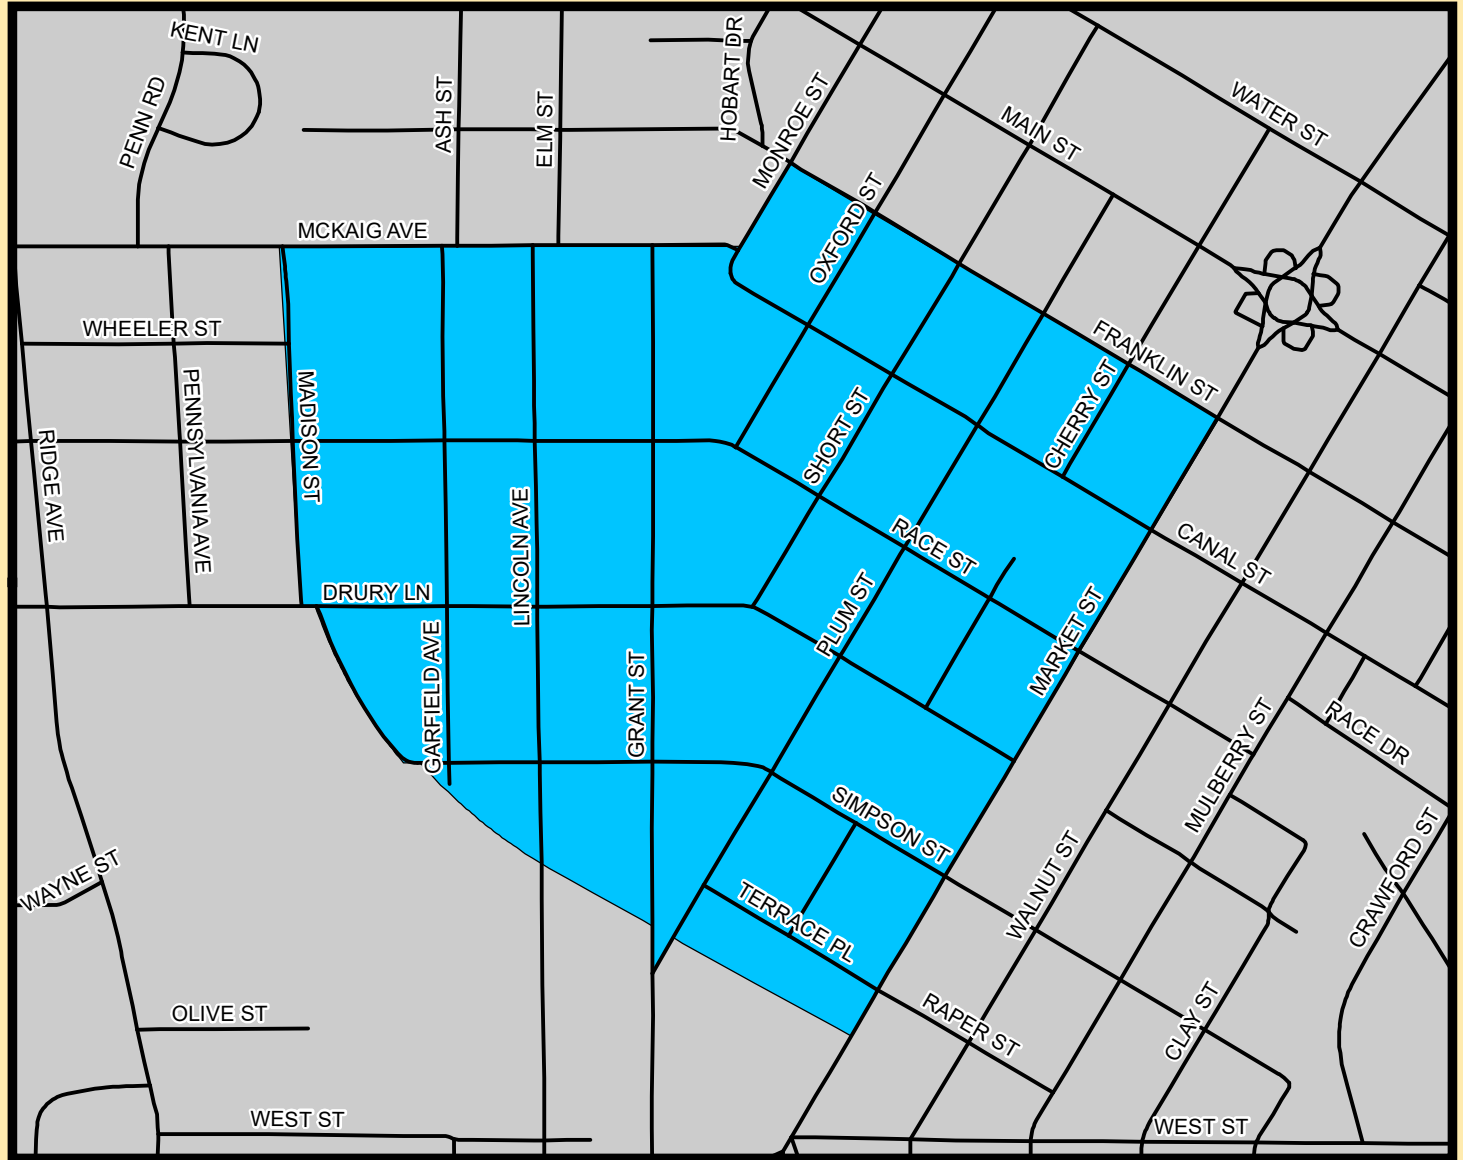 KENT LN
PENN RD
ASH ST
ELM ST
HOBART DR
MONROE ST
WATER ST
MAIN ST
OXFORD ST
MCKAIG AVE
WHEELER ST
FRANKLIN ST
CHERRY ST
PENNSYLVANIA AVE
MADISON ST
SHORT ST
RIDGE AVE
LINCOLN AVE
RACE ST
CANAL ST
DRURY LN
PLUM ST
MARKET ST
GARFIELD AVE
GRANT ST
MULBERRY ST
RACE DR
SIMPSON ST
WALNUT ST
CRAWFORD ST
WAYNE ST
TERRACE PL
OLIVE ST
RAPER ST
CLAY ST
WEST ST
WEST ST